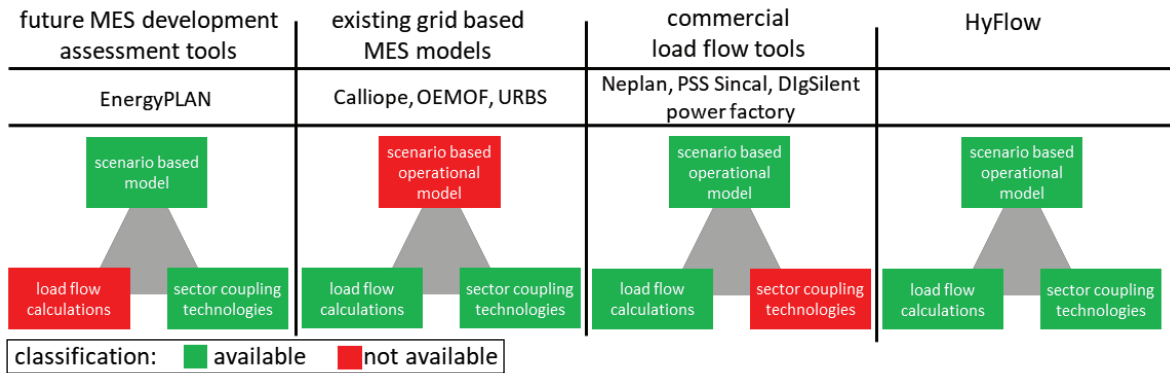 future MES development
assessment tools
existing grid based
MES models
commercial
load flow tools
HyFlow
EnergyPLAN
Calliope, OEMOF, URBS
Neplan, PSS Sincal, DIgSilent
power factory
scenario based
model
load flow
calculations
sector coupling
technologies
scenario based
operational
model
load flow
calculations
sector coupling
technologies
scenario based
operational
model
load flow
calculations
sector coupling
technologies
scenario based
operational
model
load flow
calculations
sector coupling
technologies
classification: available not available